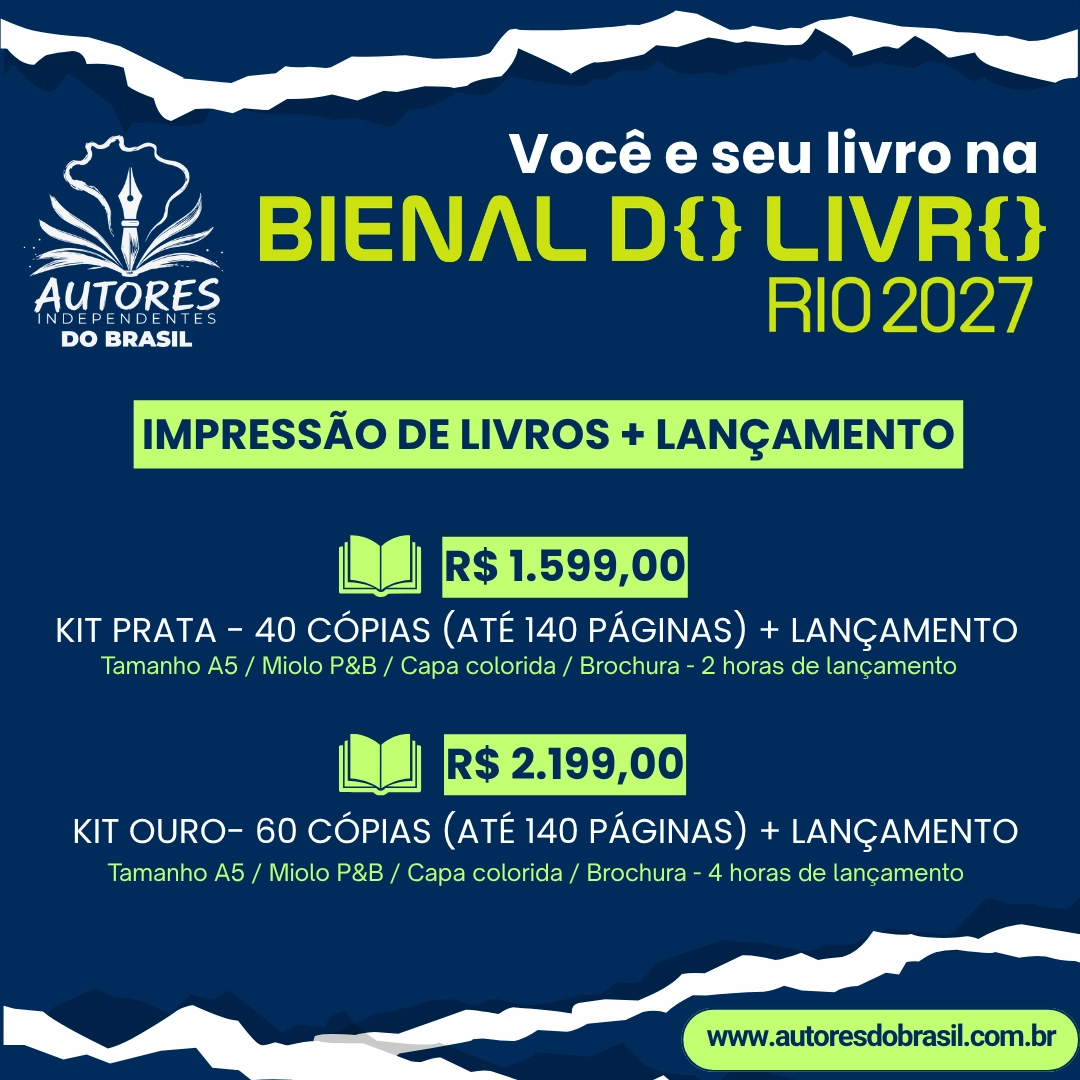 Você e seu livro na
BIENAL DO LIVRO
RIO 2027
AUTORES
INDEPENDENTES
DO BRASIL
IMPRESSÃO DE LIVROS + LANÇAMENTO
R$ 1.599,00
KIT PRATA - 40 CÓPIAS (ATÉ 140 PÁGINAS) + LANÇAMENTO
Tamanho A5 / Miolo P&B / Capa colorida / Brochura - 2 horas de lançamento
R$ 2.199,00
KIT OURO- 60 CÓPIAS (ATÉ 140 PÁGINAS) + LANÇAMENTO
Tamanho A5 / Miolo P&B / Capa colorida / Brochura - 4 horas de lançamento
www.autoresdobrasil.com.br